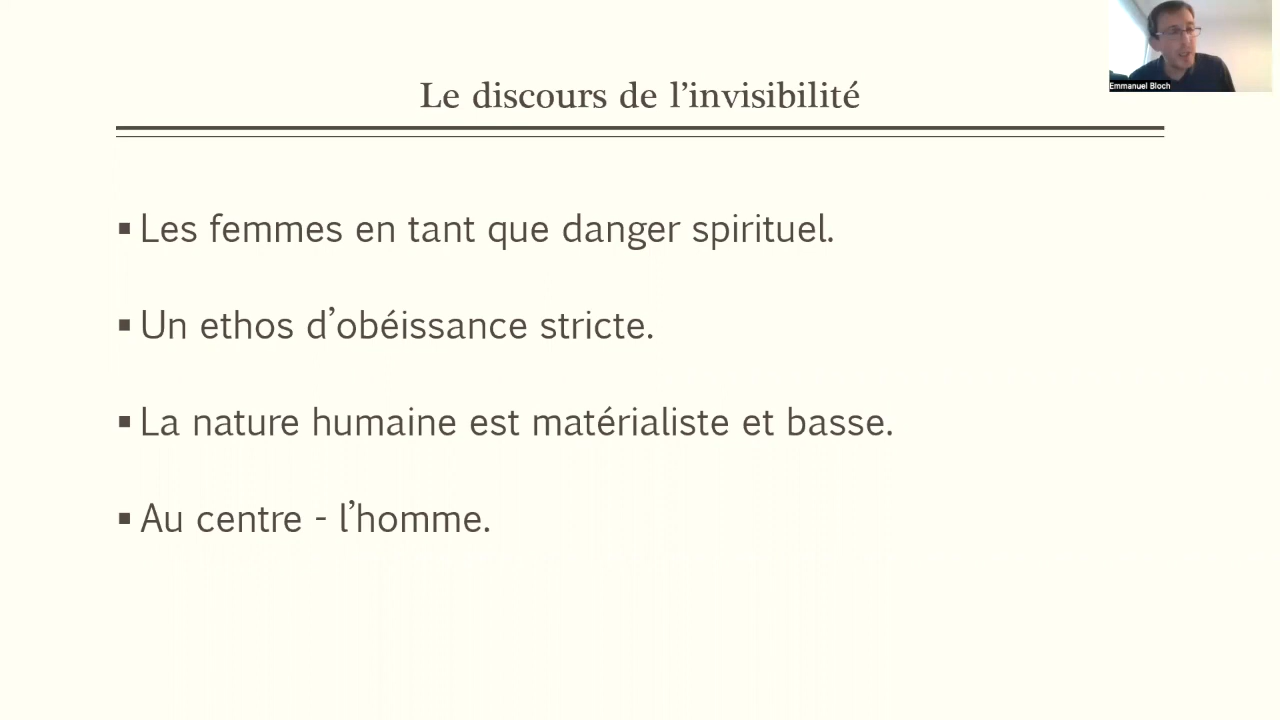 Le discours de l’invisibilité
Emmanuel Bloch
▪ Les femmes en tant que danger spirituel.
▪ Un ethos d’obéissance stricte.
▪ La nature humaine est matérialiste et basse.
▪ Au centre - l’homme.